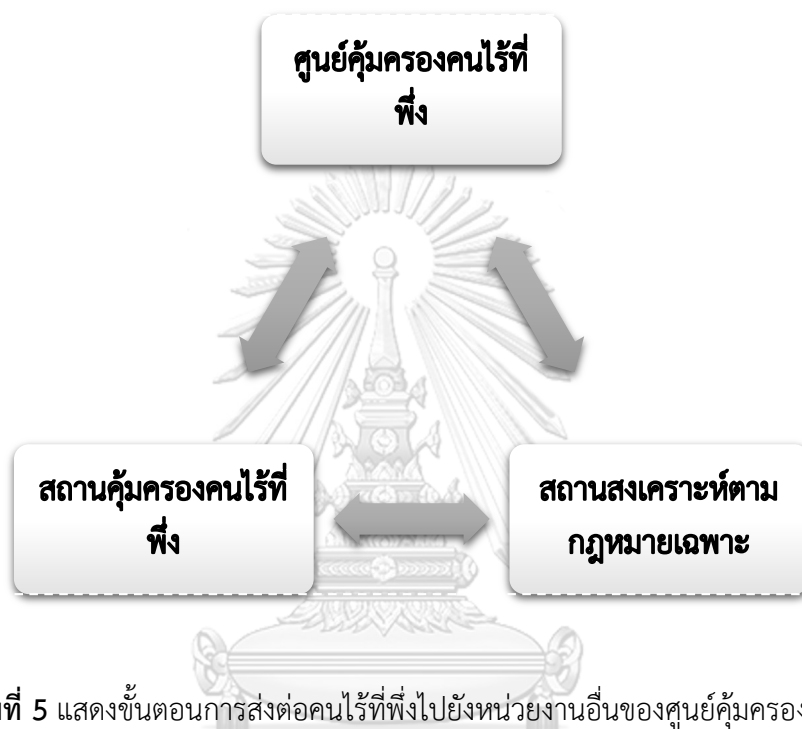 ศูนย์คุ้มครองคนไร้ที่
พึ่ง
สถานคุ้มครองคนไร้ที่
พึ่ง
สถานสงเคราะห์ตาม
กฎหมายเฉพาะ
ที่ 5 แสดงขั้นตอนการส่งต่อคนไร้ที่พึ่งไปยังหน่วยงานอื่นของศูนย์คุ้มครอง